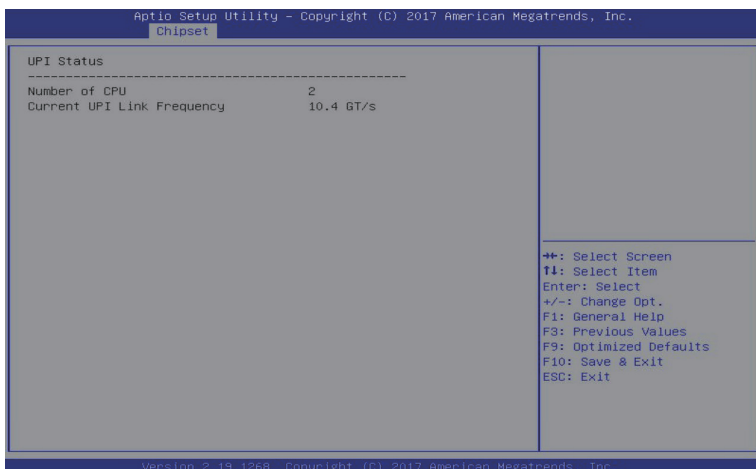 Aptio Setup Utility – Copyright (C) 2017 American Megatrends, Inc.
Chipset
UPI Status
------------------------------------------------
Number of CPU 2
Current UPI Link Frequency 10.4 GT/s
→←: Select Screen
↑↓: Select Item
Enter: Select
+/-: Change Opt.
F1: General Help
F3: Previous Values
F9: Optimized Defaults
F10: Save & Exit
ESC: Exit
Version 2.19.1268. Copyright (C) 2017 American Megatrends, Inc.